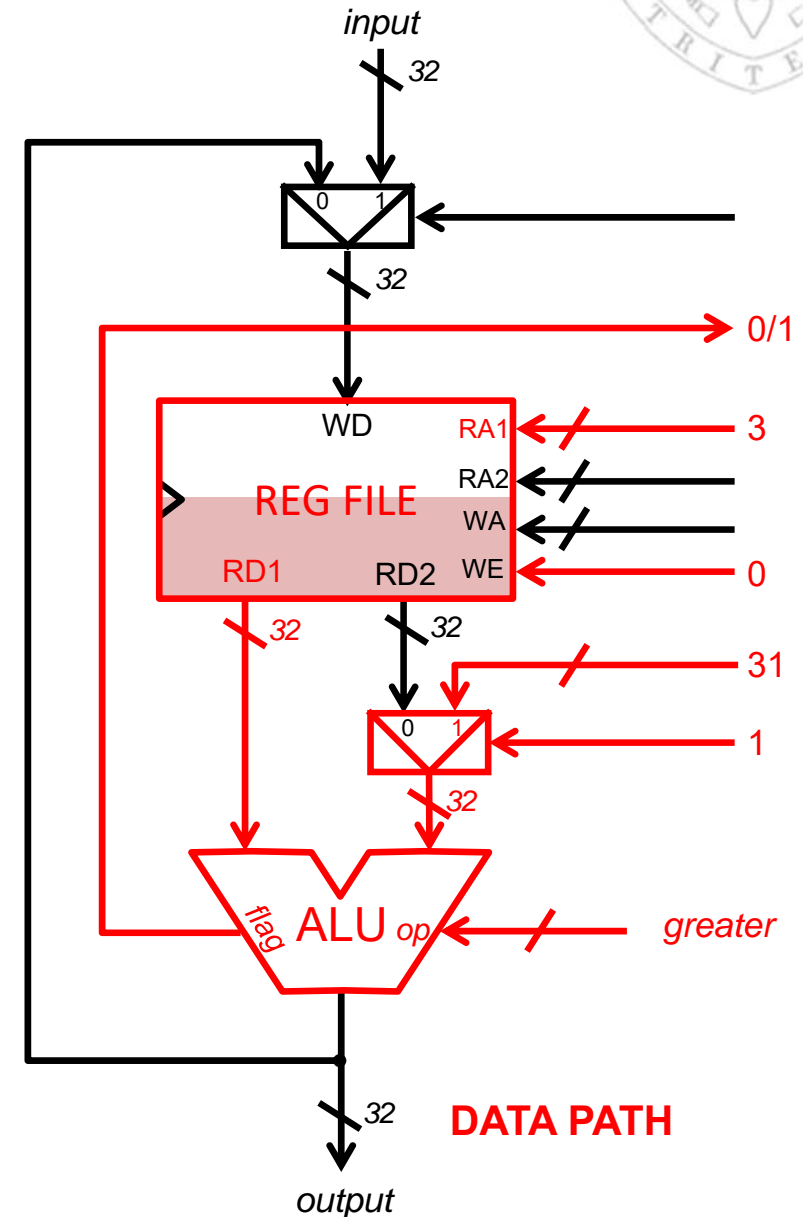 input
32
T R I T E
0 1
32
0/1
WD
RA1
3
RA2
REG FILE
WA
RD1
RD2
WE
0
32
32
31
0 1
1
32
flag
ALU
op
greater
32
DATA PATH
output